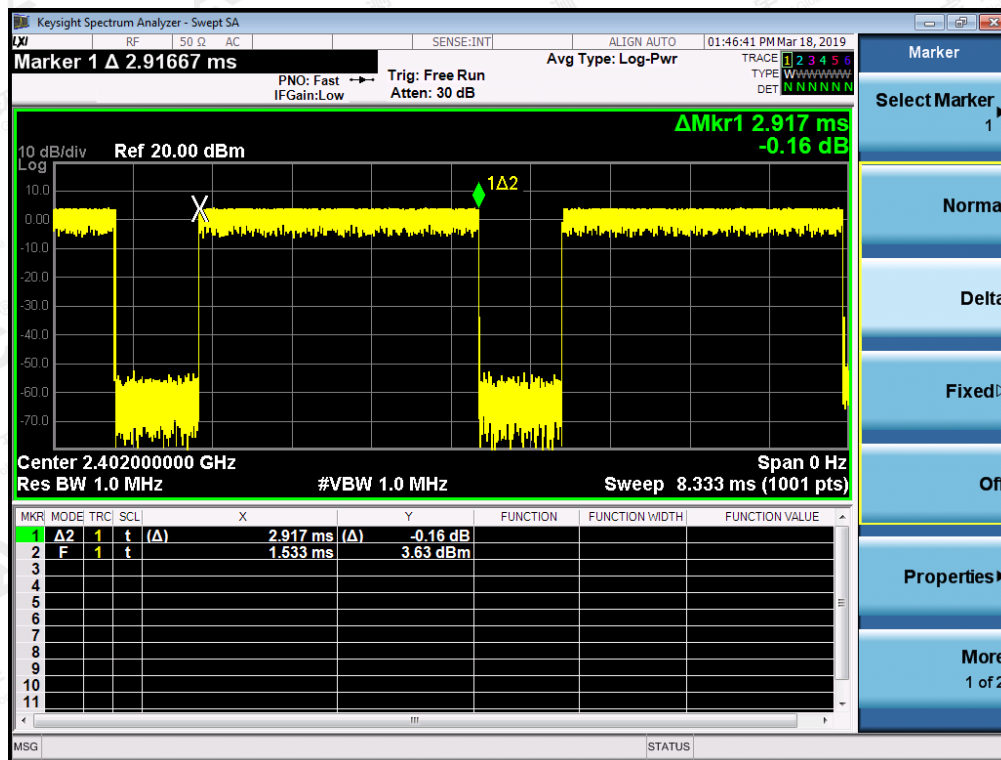 Keysight Spectrum Analyzer - Swept SA
LXI RF 50 Ω AC SENSE:INT ALIGN AUTO 01:46:41 PM Mar 18, 2019
Marker 1 Δ 2.91667 ms
PNO: Fast
IFGain:Low
Trig: Free Run
Atten: 30 dB
Avg Type: Log-Pwr
TRACE 1 2 3 4 5 6
TYPE WWWWWW
DET N N N N N N
ΔMkr1 2.917 ms
-0.16 dB
10 dB/div Ref 20.00 dBm
Log
10.0
0.00
-10.0
-20.0
-30.0
-40.0
-50.0
-60.0
-70.0
1Δ2
Center 2.402000000 GHz Span 0 Hz
Res BW 1.0 MHz #VBW 1.0 MHz Sweep 8.333 ms (1001 pts)
MKR MODE TRC SCL X Y FUNCTION FUNCTION WIDTH FUNCTION VALUE
1 Δ2 1 t (Δ) 2.917 ms (Δ) -0.16 dB
2 F 1 t 1.533 ms 3.63 dBm
3
4
5
6
7
8
9
10
11
MSG STATUS
Marker
Select Marker
1
Norma
Delta
Fixed
Off
Properties
More
1 of 2